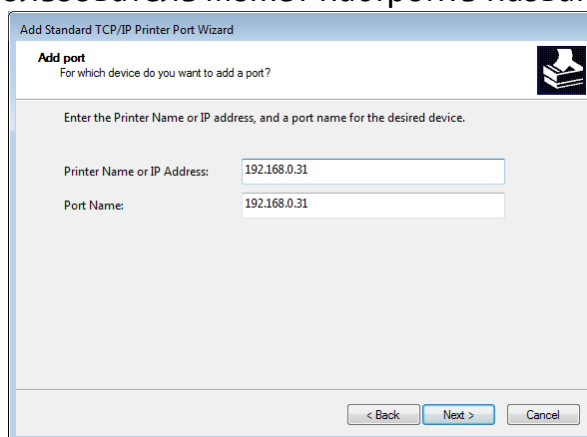 Add Standard TCP/IP Printer Port Wizard
Add port
For which device do you want to add a port?
Enter the Printer Name or IP address, and a port name for the desired device.
Printer Name or IP Address: 192.168.0.31
Port Name: 192.168.0.31
< Back Next > Cancel